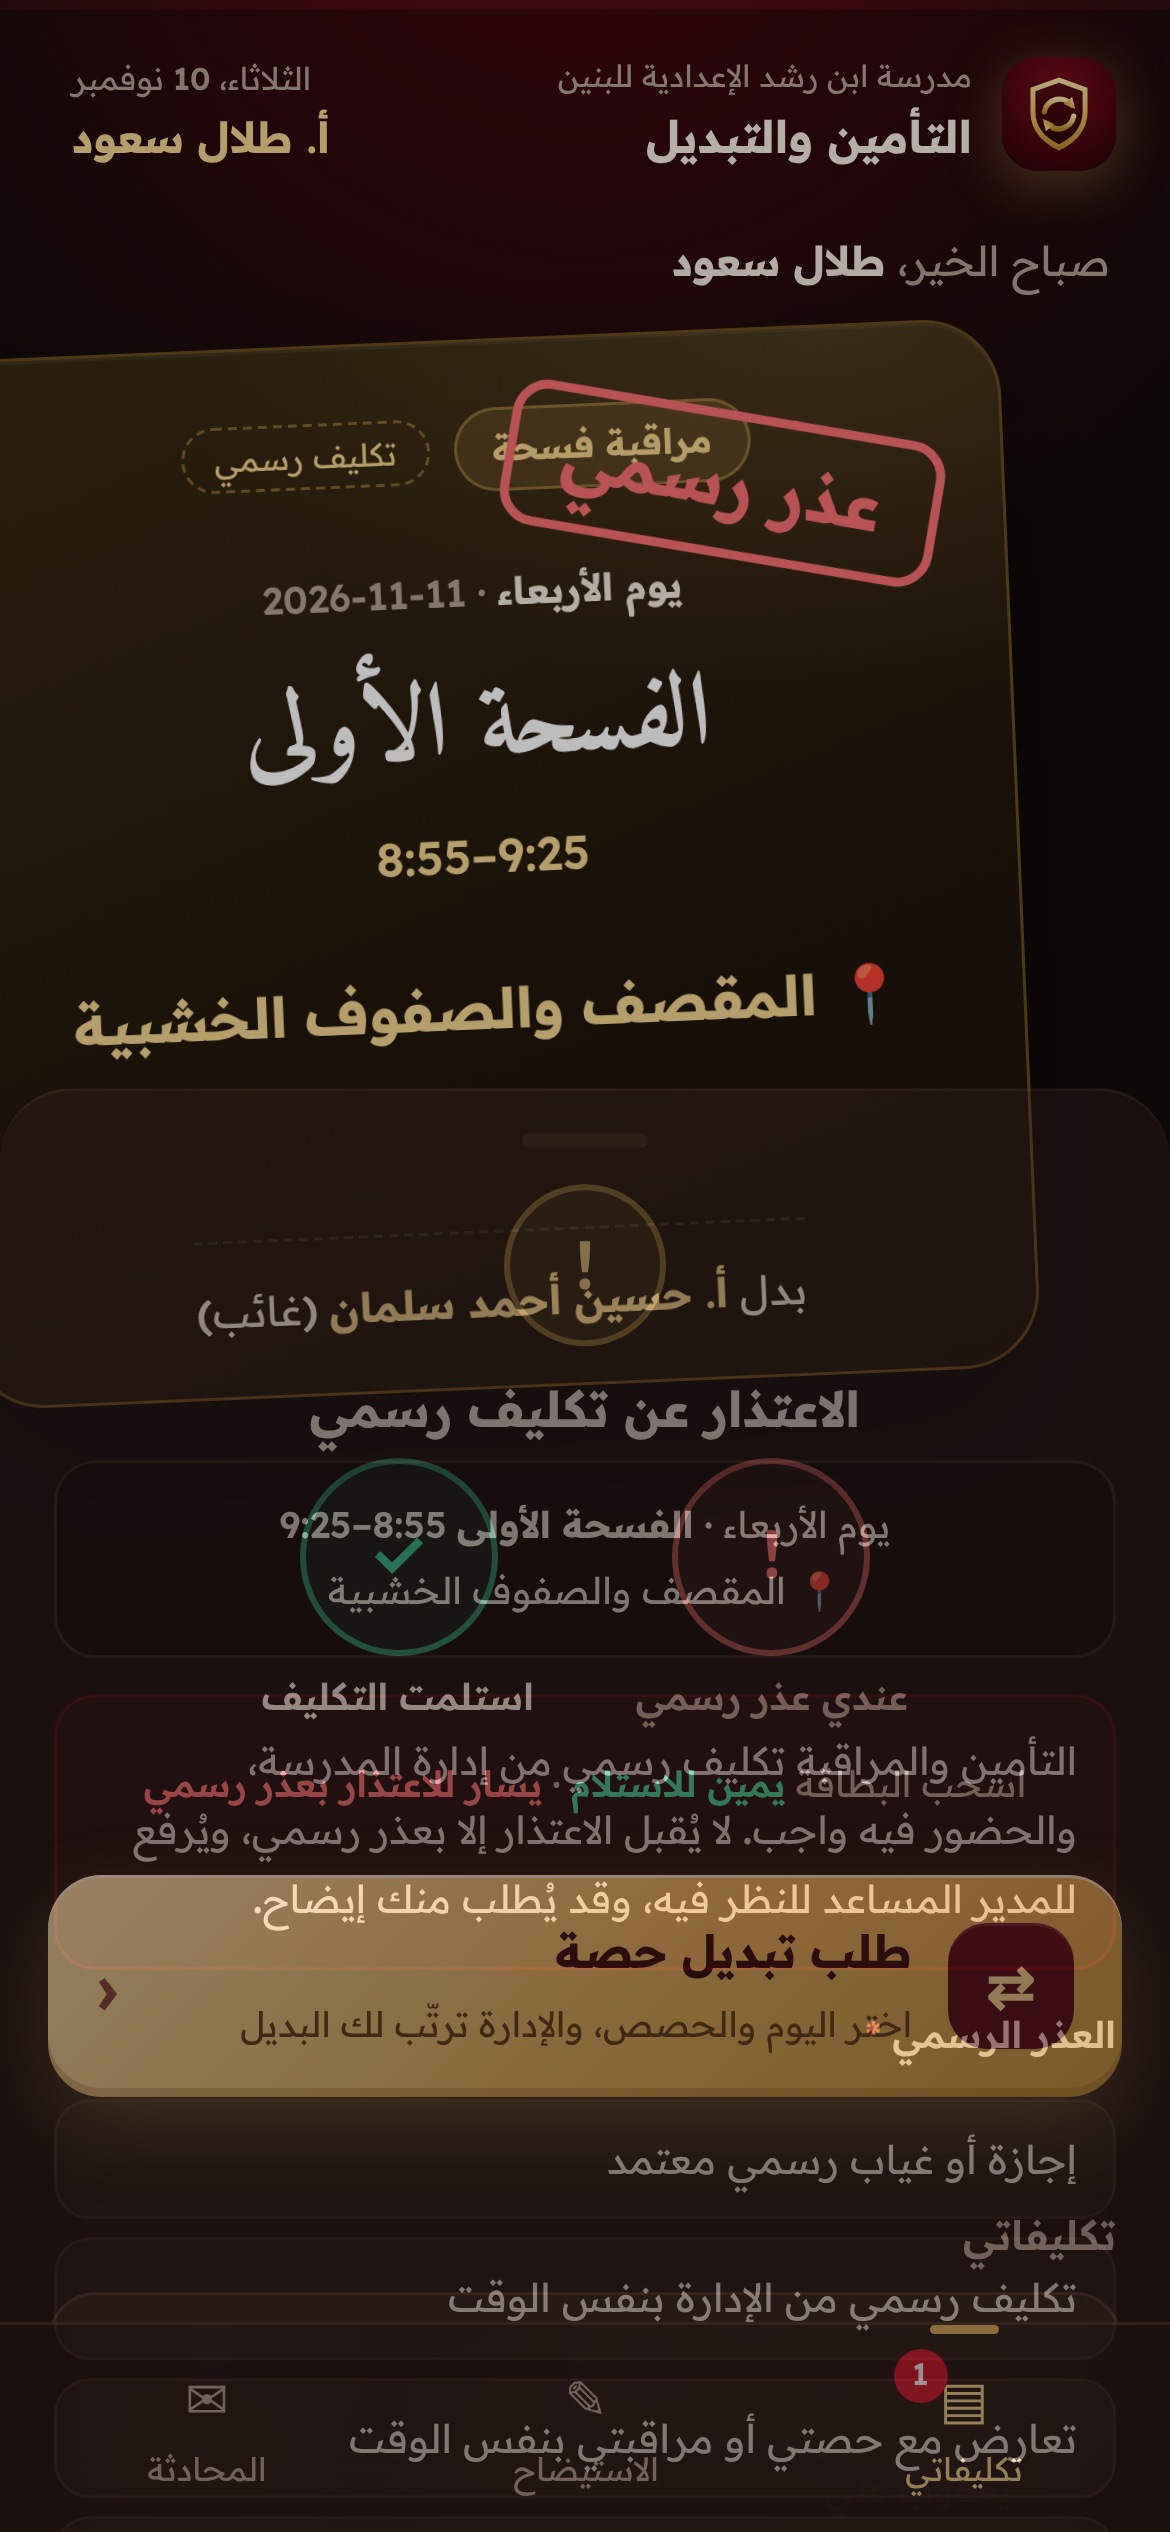 مدرسة ابن رشد الإعدادية للبنين
التأمين والتبديل
الثلاثاء، 10 نوفمبر
أ. طلال سعود
صباح الخير، طلال سعود
مراقبة فسحة
تكليف رسمي
عذر رسمي
يوم الأربعاء · 2026-11-11
الفسحة الأولى
8:55–9:25
📍 المقصف والصفوف الخشبية
!
بدل أ. حسين أحمد سلمان (غائب)
الاعتذار عن تكليف رسمي
يوم الأربعاء · الفسحة الأولى 8:55–9:25
📍 المقصف والصفوف الخشبية
!
✓
عندي عذر رسمي
استلمت التكليف
التأمين والمراقبة تكليف رسمي من إدارة المدرسة،
والحضور فيه واجب. لا يُقبل الاعتذار إلا بعذر رسمي، ويُرفع
للمدير المساعد للنظر فيه، وقد يُطلب منك إيضاح.
اسحب البطاقة يمين للاستلام · يسار للاعتذار بعذر رسمي
طلب تبديل حصة
اختر اليوم والحصص، والإدارة ترتّب لك البديل
العذر الرسمي *
إجازة أو غياب رسمي معتمد
تكليفاتي
تكليف رسمي من الإدارة بنفس الوقت
تعارض مع حصتي أو مراقبتي بنفس الوقت
1
تكليفاتي
الاستيضاح
المحادثة